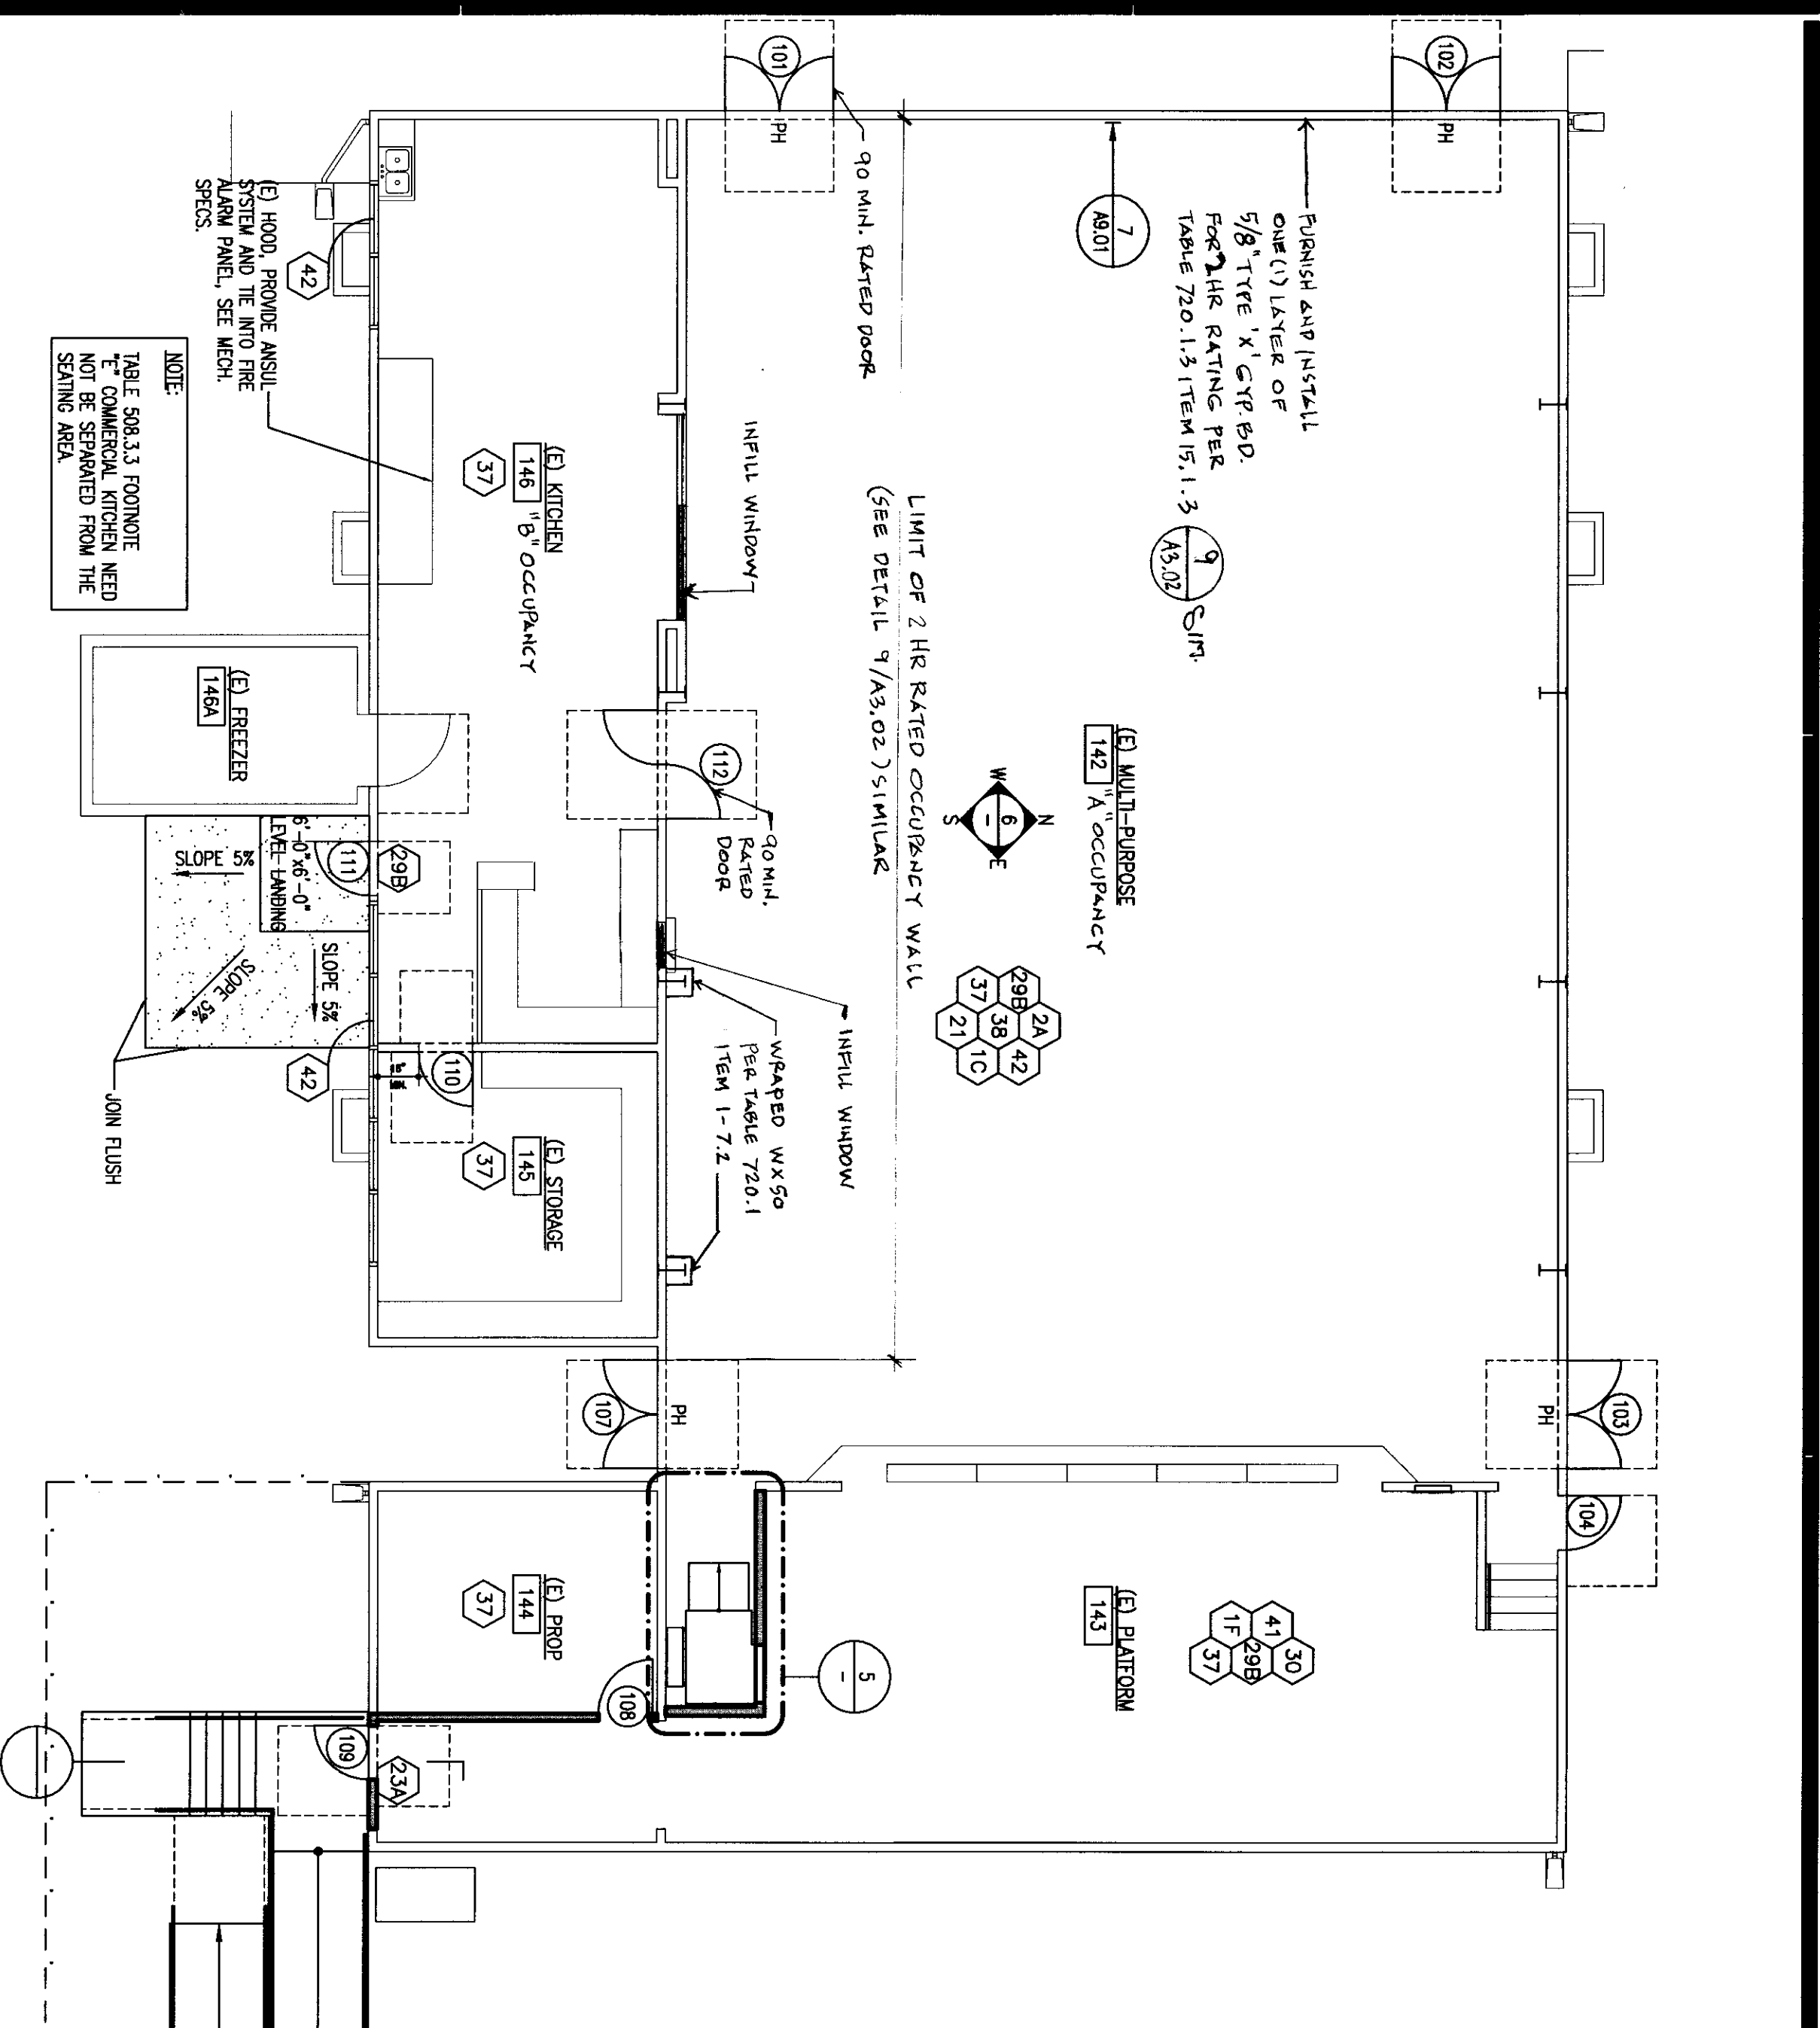 102
PH
101
PH
103
PH
104
107
PH
108
109
110
111
112
FURNISH AND INSTALL
ONE (1) LAYER OF
5/8" TYPE 'X' GYP. BD.
FOR 2 HR RATING PER
TABLE 720.1.3 ITEM 15, 1.3
9
A3.02
SIM.
7
A9.01
90 MIN. RATED DOOR
(E) MULTI-PURPOSE
142 "A" OCCUPANCY
N
W
6
-
E
S
2A
42
29B
38
1C
37
21
LIMIT OF 2 HR RATED OCCUPANCY WALL
(SEE DETAIL 9/A3.02) SIMILAR
INFILL WINDOW
90 MIN.
RATED
DOOR
INFILL WINDOW
WRAPED WX50
PER TABLE 720.1
ITEM 1-7.2
(E) KITCHEN
146 "B" OCCUPANCY
37
(E) STORAGE
145
37
18"
MIN.
(E) PLATFORM
143
30
41
29B
1F
37
5
-
(E) PROP
144
37
23A
42
(E) HOOD, PROVIDE ANSUL
SYSTEM AND TIE INTO FIRE
ALARM PANEL, SEE MECH.
SPECS.
NOTE:
TABLE 508.3.3 FOOTNOTE
"E" COMMERCIAL KITCHEN NEED
NOT BE SEPARATED FROM THE
SEATING AREA.
(E) FREEZER
146A
29B
6'-0"x6'-0"
LEVEL LANDING
SLOPE 5%
SLOPE 5%
SLOPE 5%
42
JOIN FLUSH